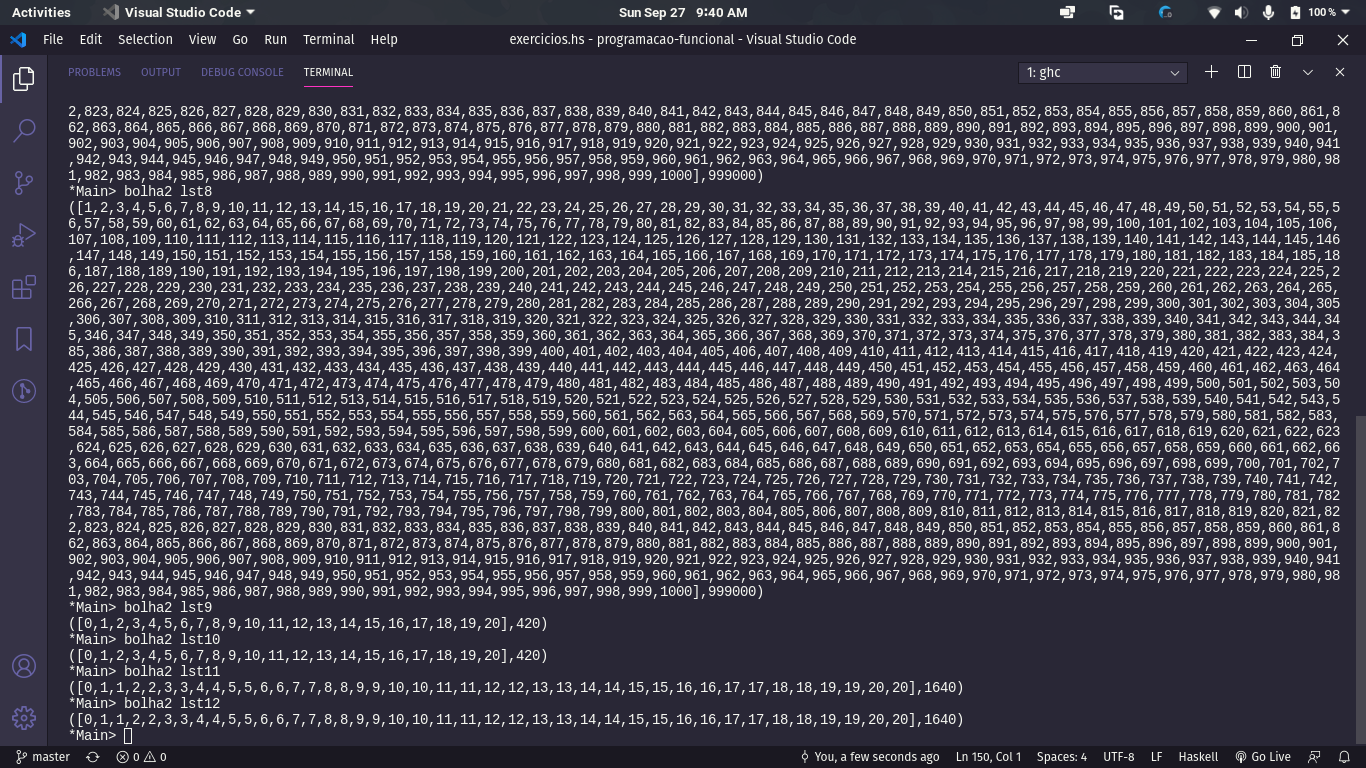 Activities
Visual Studio Code
Sun Sep 27 9:40 AM
100 %
File Edit Selection View Go Run Terminal Help
exercicios.hs - programacao-funcional - Visual Studio Code
PROBLEMS OUTPUT DEBUG CONSOLE TERMINAL
1: ghc
2,823,824,825,826,827,828,829,830,831,832,833,834,835,836,837,838,839,840,841,842,843,844,845,846,847,848,849,850,851,852,853,854,855,856,857,858,859,860,861,8
62,863,864,865,866,867,868,869,870,871,872,873,874,875,876,877,878,879,880,881,882,883,884,885,886,887,888,889,890,891,892,893,894,895,896,897,898,899,900,901,
902,903,904,905,906,907,908,909,910,911,912,913,914,915,916,917,918,919,920,921,922,923,924,925,926,927,928,929,930,931,932,933,934,935,936,937,938,939,940,941
,942,943,944,945,946,947,948,949,950,951,952,953,954,955,956,957,958,959,960,961,962,963,964,965,966,967,968,969,970,971,972,973,974,975,976,977,978,979,980,98
1,982,983,984,985,986,987,988,989,990,991,992,993,994,995,996,997,998,999,1000],999000)
*Main> bolha2 lst8
([1,2,3,4,5,6,7,8,9,10,11,12,13,14,15,16,17,18,19,20,21,22,23,24,25,26,27,28,29,30,31,32,33,34,35,36,37,38,39,40,41,42,43,44,45,46,47,48,49,50,51,52,53,54,55,5
6,57,58,59,60,61,62,63,64,65,66,67,68,69,70,71,72,73,74,75,76,77,78,79,80,81,82,83,84,85,86,87,88,89,90,91,92,93,94,95,96,97,98,99,100,101,102,103,104,105,106,
107,108,109,110,111,112,113,114,115,116,117,118,119,120,121,122,123,124,125,126,127,128,129,130,131,132,133,134,135,136,137,138,139,140,141,142,143,144,145,146
,147,148,149,150,151,152,153,154,155,156,157,158,159,160,161,162,163,164,165,166,167,168,169,170,171,172,173,174,175,176,177,178,179,180,181,182,183,184,185,18
6,187,188,189,190,191,192,193,194,195,196,197,198,199,200,201,202,203,204,205,206,207,208,209,210,211,212,213,214,215,216,217,218,219,220,221,222,223,224,225,2
26,227,228,229,230,231,232,233,234,235,236,237,238,239,240,241,242,243,244,245,246,247,248,249,250,251,252,253,254,255,256,257,258,259,260,261,262,263,264,265,
266,267,268,269,270,271,272,273,274,275,276,277,278,279,280,281,282,283,284,285,286,287,288,289,290,291,292,293,294,295,296,297,298,299,300,301,302,303,304,305
,306,307,308,309,310,311,312,313,314,315,316,317,318,319,320,321,322,323,324,325,326,327,328,329,330,331,332,333,334,335,336,337,338,339,340,341,342,343,344,34
5,346,347,348,349,350,351,352,353,354,355,356,357,358,359,360,361,362,363,364,365,366,367,368,369,370,371,372,373,374,375,376,377,378,379,380,381,382,383,384,3
85,386,387,388,389,390,391,392,393,394,395,396,397,398,399,400,401,402,403,404,405,406,407,408,409,410,411,412,413,414,415,416,417,418,419,420,421,422,423,424,
425,426,427,428,429,430,431,432,433,434,435,436,437,438,439,440,441,442,443,444,445,446,447,448,449,450,451,452,453,454,455,456,457,458,459,460,461,462,463,464
,465,466,467,468,469,470,471,472,473,474,475,476,477,478,479,480,481,482,483,484,485,486,487,488,489,490,491,492,493,494,495,496,497,498,499,500,501,502,503,50
4,505,506,507,508,509,510,511,512,513,514,515,516,517,518,519,520,521,522,523,524,525,526,527,528,529,530,531,532,533,534,535,536,537,538,539,540,541,542,543,5
44,545,546,547,548,549,550,551,552,553,554,555,556,557,558,559,560,561,562,563,564,565,566,567,568,569,570,571,572,573,574,575,576,577,578,579,580,581,582,583,
584,585,586,587,588,589,590,591,592,593,594,595,596,597,598,599,600,601,602,603,604,605,606,607,608,609,610,611,612,613,614,615,616,617,618,619,620,621,622,623
,624,625,626,627,628,629,630,631,632,633,634,635,636,637,638,639,640,641,642,643,644,645,646,647,648,649,650,651,652,653,654,655,656,657,658,659,660,661,662,66
3,664,665,666,667,668,669,670,671,672,673,674,675,676,677,678,679,680,681,682,683,684,685,686,687,688,689,690,691,692,693,694,695,696,697,698,699,700,701,702,7
03,704,705,706,707,708,709,710,711,712,713,714,715,716,717,718,719,720,721,722,723,724,725,726,727,728,729,730,731,732,733,734,735,736,737,738,739,740,741,742,
743,744,745,746,747,748,749,750,751,752,753,754,755,756,757,758,759,760,761,762,763,764,765,766,767,768,769,770,771,772,773,774,775,776,777,778,779,780,781,782
,783,784,785,786,787,788,789,790,791,792,793,794,795,796,797,798,799,800,801,802,803,804,805,806,807,808,809,810,811,812,813,814,815,816,817,818,819,820,821,82
2,823,824,825,826,827,828,829,830,831,832,833,834,835,836,837,838,839,840,841,842,843,844,845,846,847,848,849,850,851,852,853,854,855,856,857,858,859,860,861,8
62,863,864,865,866,867,868,869,870,871,872,873,874,875,876,877,878,879,880,881,882,883,884,885,886,887,888,889,890,891,892,893,894,895,896,897,898,899,900,901,
902,903,904,905,906,907,908,909,910,911,912,913,914,915,916,917,918,919,920,921,922,923,924,925,926,927,928,929,930,931,932,933,934,935,936,937,938,939,940,941
,942,943,944,945,946,947,948,949,950,951,952,953,954,955,956,957,958,959,960,961,962,963,964,965,966,967,968,969,970,971,972,973,974,975,976,977,978,979,980,98
1,982,983,984,985,986,987,988,989,990,991,992,993,994,995,996,997,998,999,1000],999000)
*Main> bolha2 lst9
([0,1,2,3,4,5,6,7,8,9,10,11,12,13,14,15,16,17,18,19,20],420)
*Main> bolha2 lst10
([0,1,2,3,4,5,6,7,8,9,10,11,12,13,14,15,16,17,18,19,20],420)
*Main> bolha2 lst11
([0,1,1,2,2,3,3,4,4,5,5,6,6,7,7,8,8,9,9,10,10,11,11,12,12,13,13,14,14,15,15,16,16,17,17,18,18,19,19,20,20],1640)
*Main> bolha2 lst12
([0,1,1,2,2,3,3,4,4,5,5,6,6,7,7,8,8,9,9,10,10,11,11,12,12,13,13,14,14,15,15,16,16,17,17,18,18,19,19,20,20],1640)
*Main>
master 0 0 You, a few seconds ago Ln 150, Col 1 Spaces: 4 UTF-8 LF Haskell Go Live